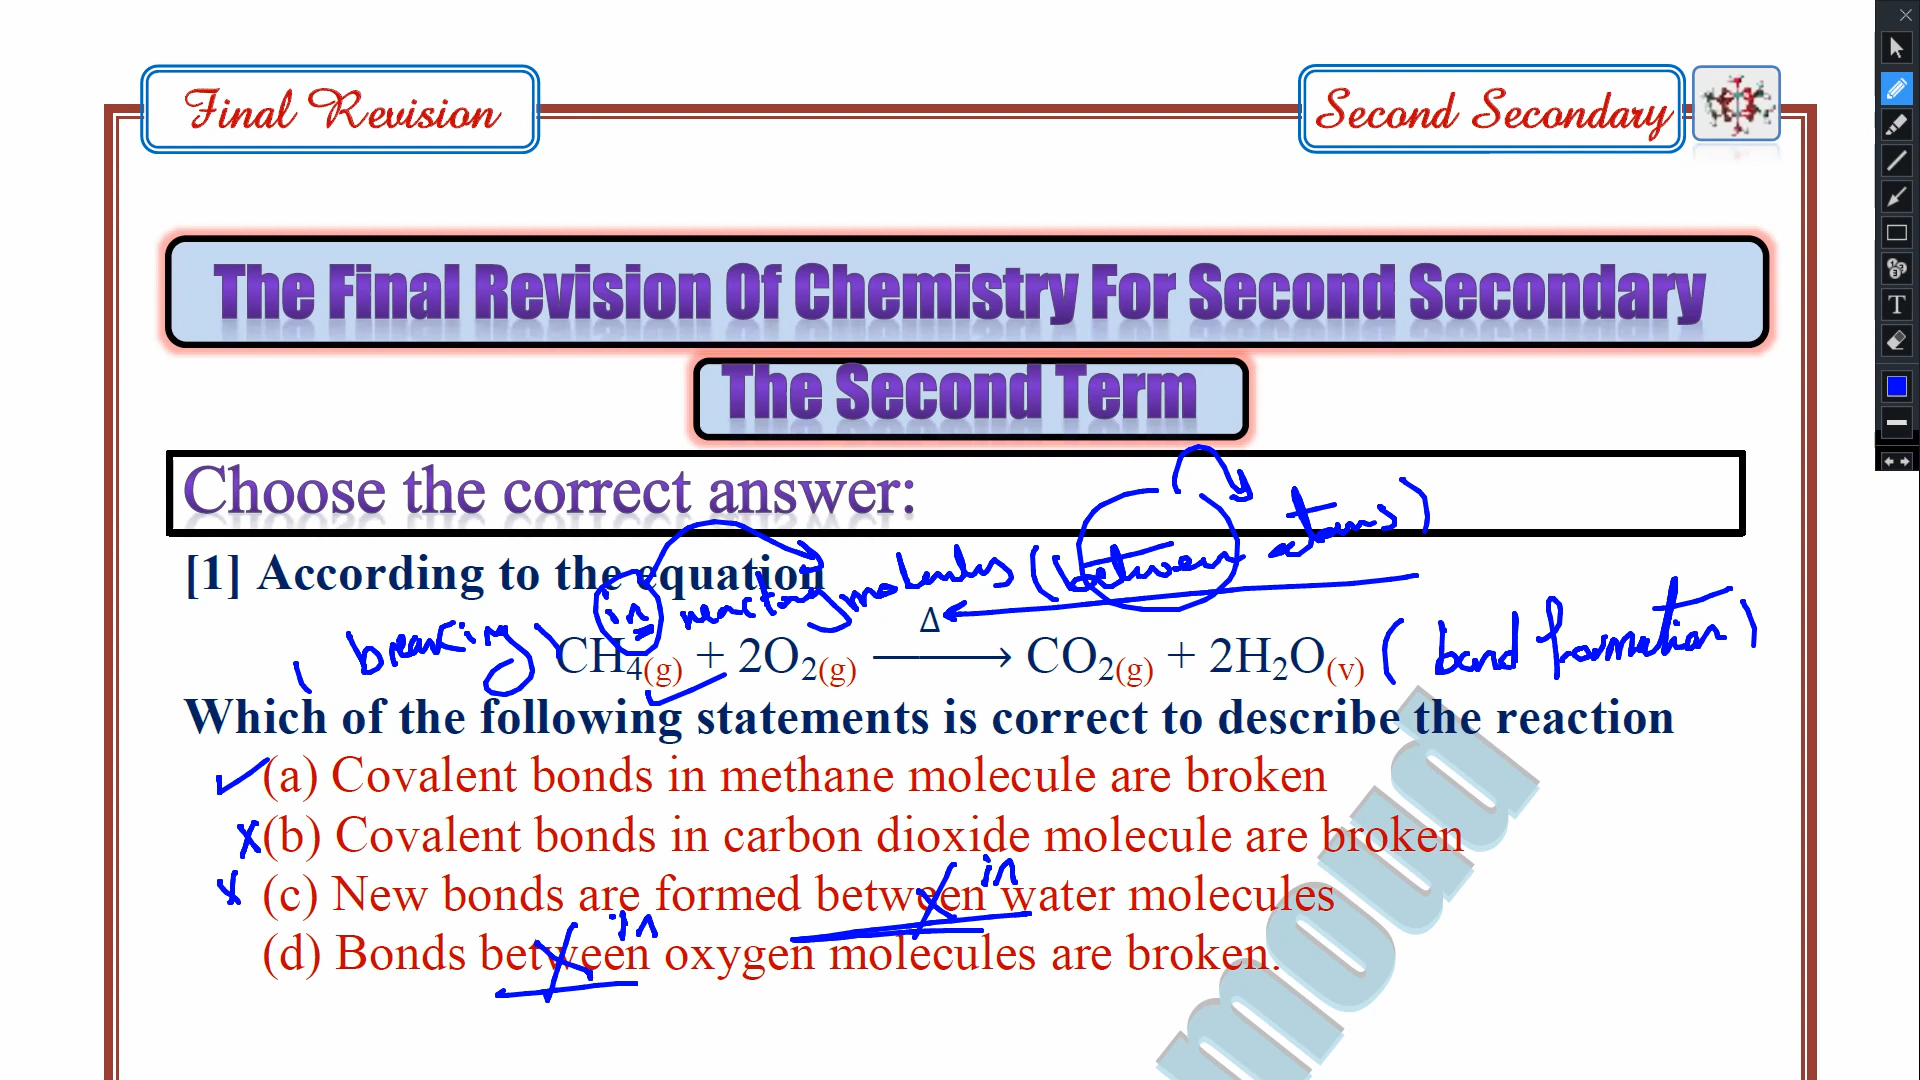 Final Revision
Second Secondary
The Final Revision Of Chemistry For Second Secondary
The Second Term
Choose the correct answer:
[1] According to the equation
in reacting molecules (between atoms)
(breaking) CH₄(g) + 2O₂(g) —Δ→ CO₂(g) + 2H₂O(v) (bond formation)
Which of the following statements is correct to describe the reaction
✓(a) Covalent bonds in methane molecule are broken
x(b) Covalent bonds in carbon dioxide molecule are broken
in
x (c) New bonds are formed between water molecules
in
(d) Bonds between oxygen molecules are broken.
moud
T